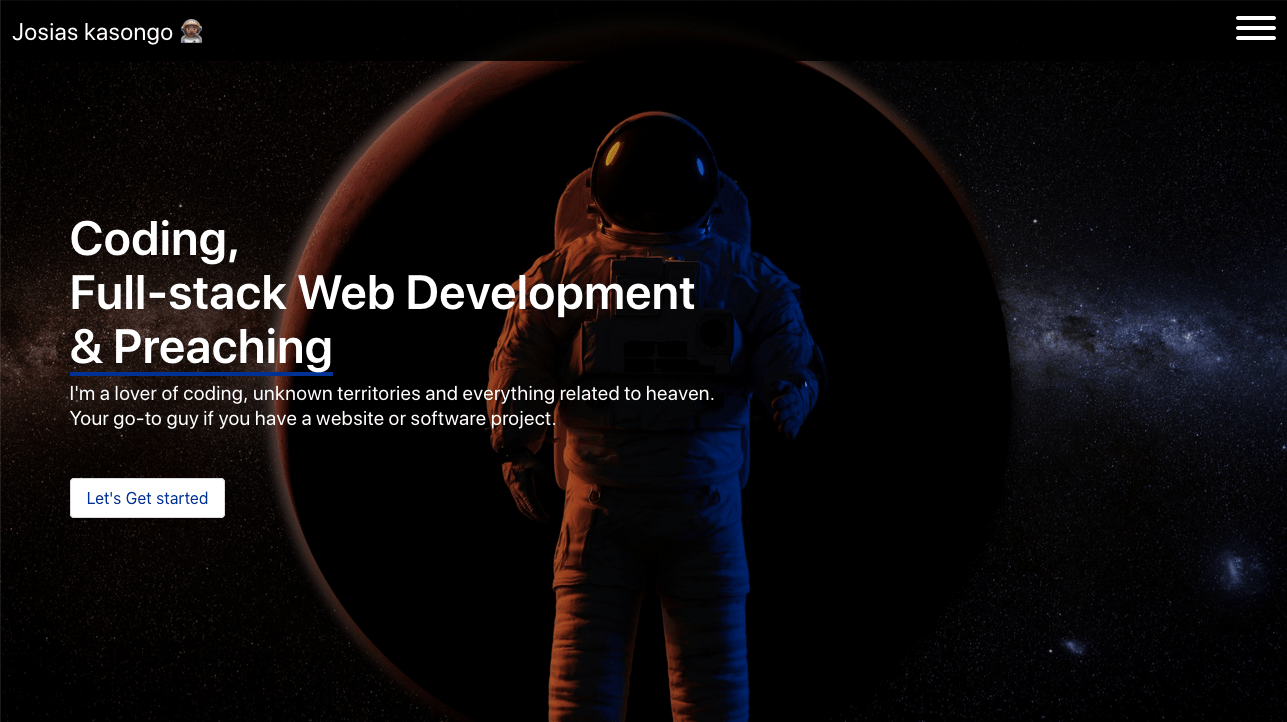 Josias kasongo
Coding,
Full-stack Web Development
& Preaching
I'm a lover of coding, unknown territories and everything related to heaven.
Your go-to guy if you have a website or software project.
Let's Get started